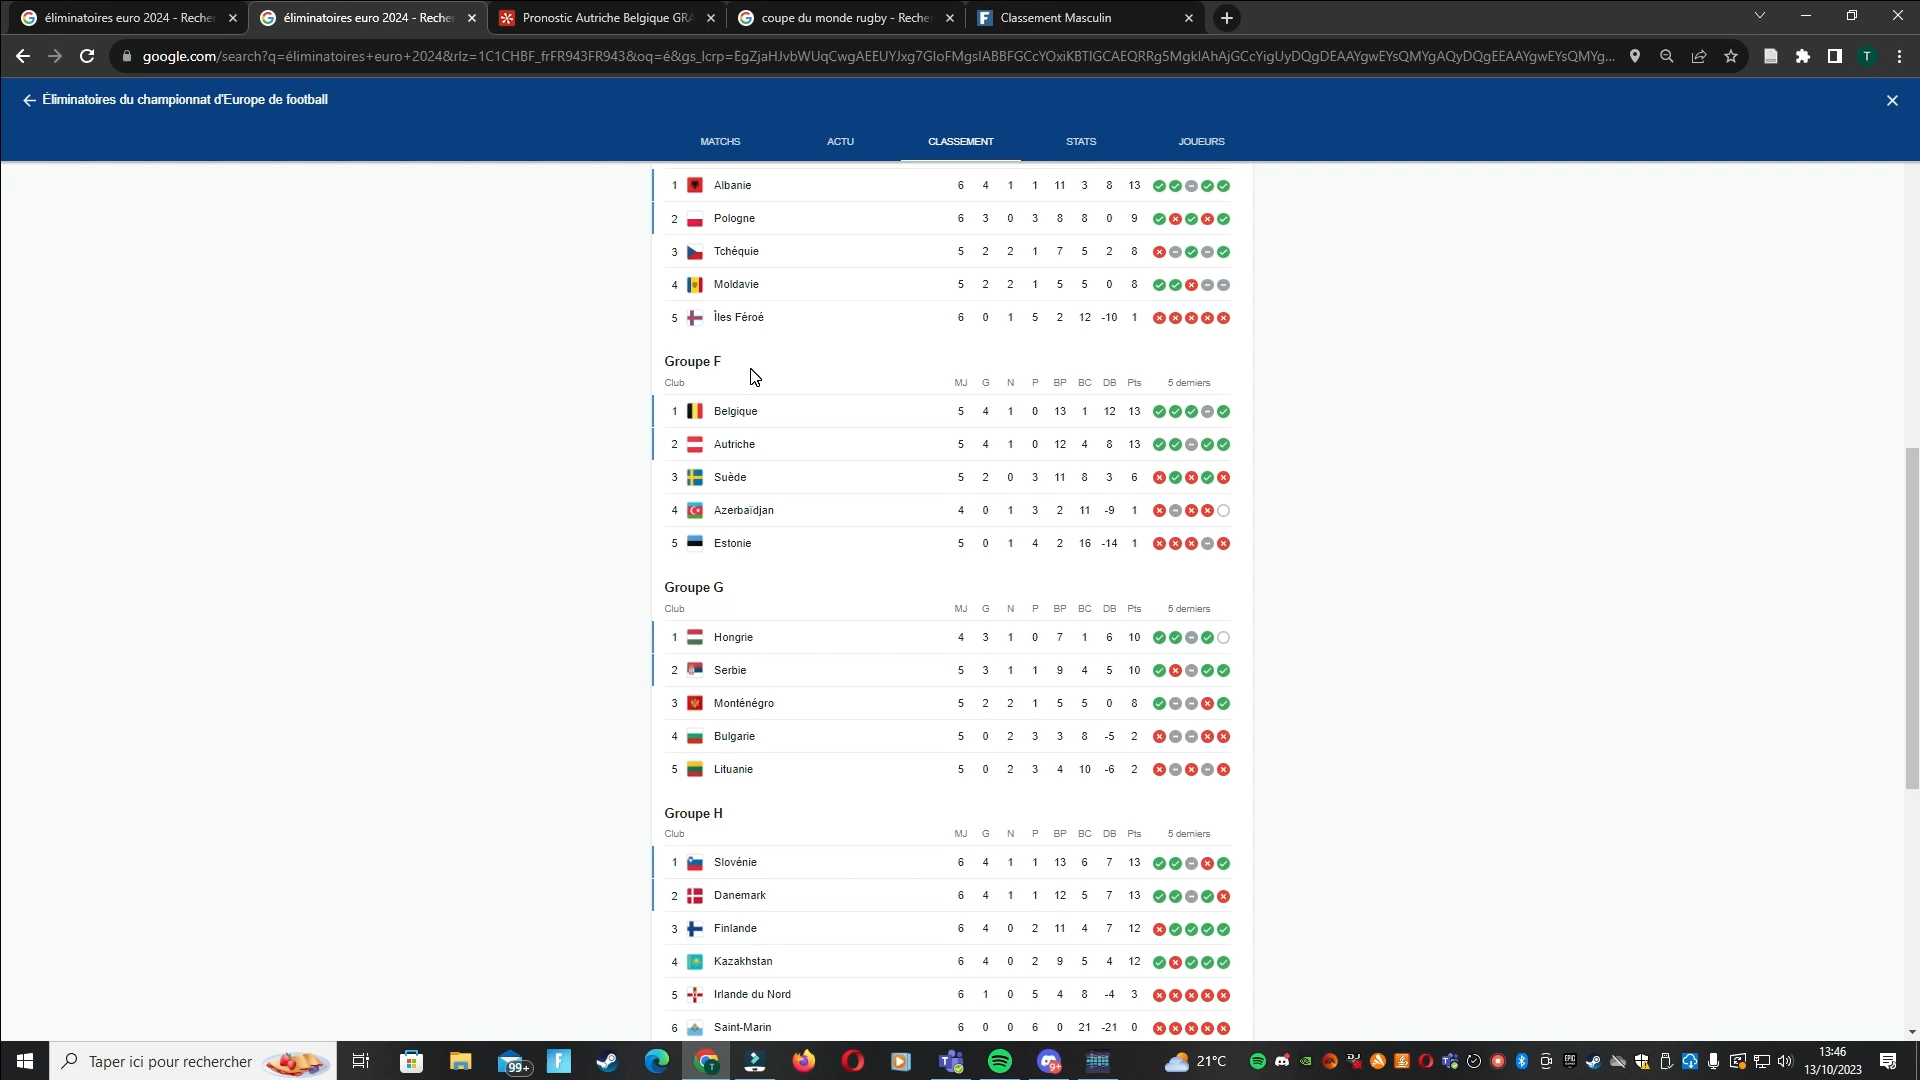 éliminatoires euro 2024 - Recher
éliminatoires euro 2024 - Recher
Pronostic Autriche Belgique GRA
coupe du monde rugby - Recher
Classement Masculin
google.com/search?q=éliminatoires+euro+2024&rlz=1C1CHBF_frFR943FR943&oq=é&gs_lcrp=
T
Éliminatoires du championnat d'Europe de football
MATCHS ACTU CLASSEMENT STATS JOUEURS
1 Albanie 6 4 1 1 11 3 8 13
2 Pologne 6 3 0 3 8 8 0 9
3 Tchéquie 5 2 2 1 7 5 2 8
4 Moldavie 5 2 2 1 5 5 0 8
5 Îles Féroé 6 0 1 5 2 12 -10 1
Groupe F
Club MJ G N P BP BC DB Pts 5 derniers
1 Belgique 5 4 1 0 13 1 12 13
2 Autriche 5 4 1 0 12 4 8 13
3 Suède 5 2 0 3 11 8 3 6
4 Azerbaïdjan 4 0 1 3 2 11 -9 1
5 Estonie 5 0 1 4 2 16 -14 1
Groupe G
Club MJ G N P BP BC DB Pts 5 derniers
1 Hongrie 4 3 1 0 7 1 6 10
2 Serbie 5 3 1 1 9 4 5 10
3 Monténégro 5 2 2 1 5 5 0 8
4 Bulgarie 5 0 2 3 3 8 -5 2
5 Lituanie 5 0 2 3 4 10 -6 2
Groupe H
Club MJ G N P BP BC DB Pts 5 derniers
1 Slovénie 6 4 1 1 13 6 7 13
2 Danemark 6 4 1 1 12 5 7 13
3 Finlande 6 4 0 2 11 4 7 12
4 Kazakhstan 6 4 0 2 9 5 4 12
5 Irlande du Nord 6 1 0 5 4 8 -4 3
6 Saint-Marin 6 0 0 6 0 21 -21 0
Taper ici pour rechercher
99+
21°C
13:46
13/10/2023